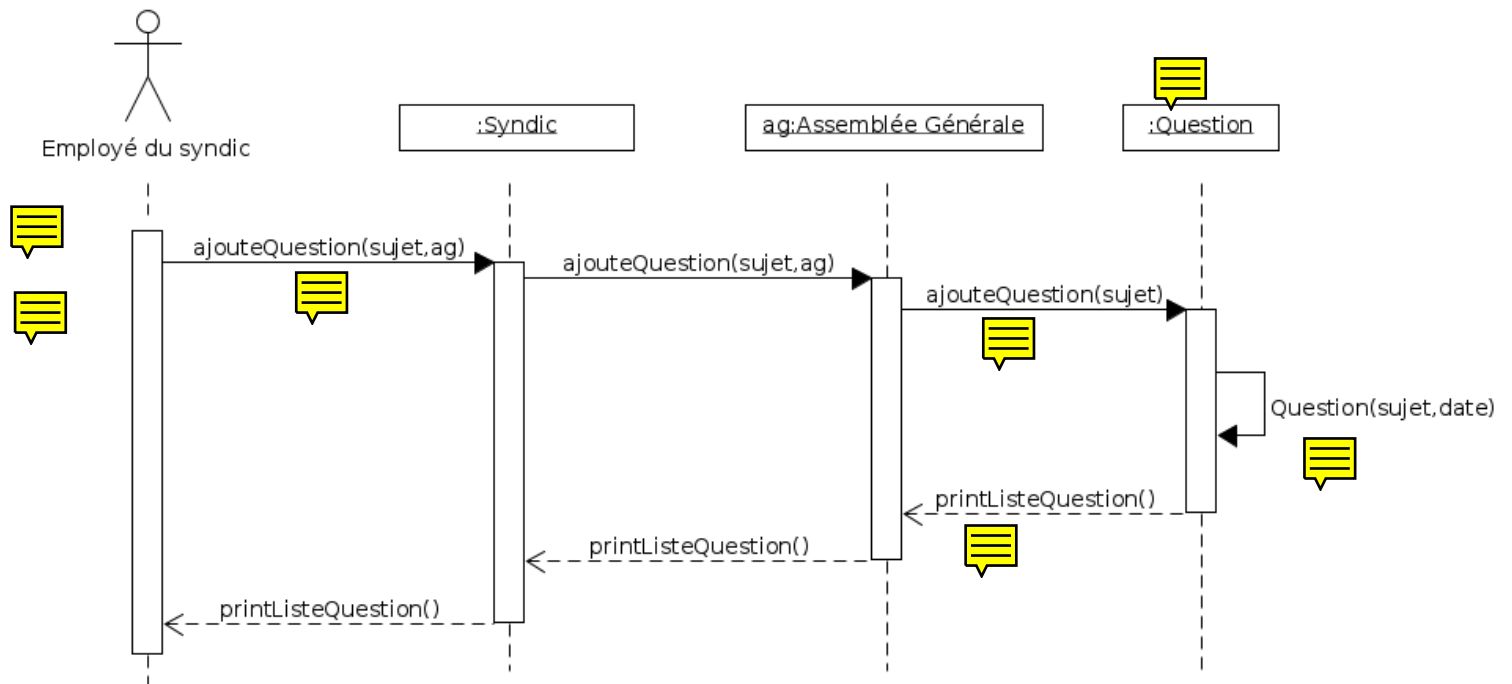 Employé du syndic
:Syndic
ag:Assemblée Générale
:Question
ajouteQuestion(sujet,ag)
ajouteQuestion(sujet,ag)
ajouteQuestion(sujet)
Question(sujet,date)
printListeQuestion()
printListeQuestion()
printListeQuestion()